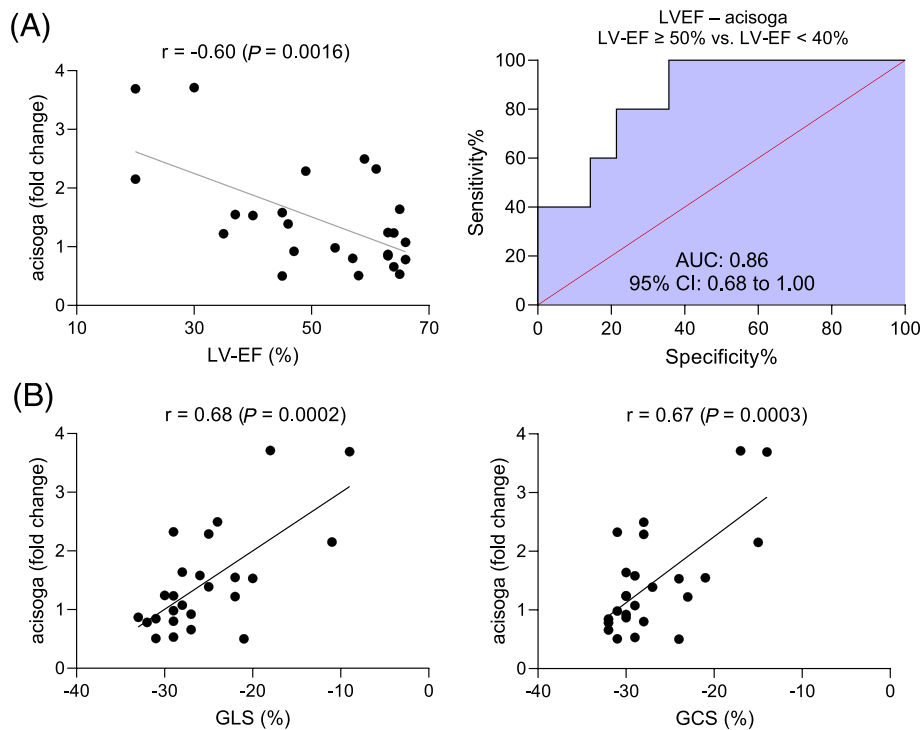 (A)
r = -0.60 (P = 0.0016)
4
3
2
1
0
10
30
50
70
acisoga (fold change)
LV-EF (%)
LVEF – acisoga
LV-EF ≥ 50% vs. LV-EF < 40%
100
80
60
40
20
0
0
20
40
60
80
100
Sensitivity%
Specificity%
AUC: 0.86
95% CI: 0.68 to 1.00
(B)
r = 0.68 (P = 0.0002)
4
3
2
1
0
-40
-30
-20
-10
0
acisoga (fold change)
GLS (%)
r = 0.67 (P = 0.0003)
4
3
2
1
0
-40
-30
-20
-10
0
acisoga (fold change)
GCS (%)